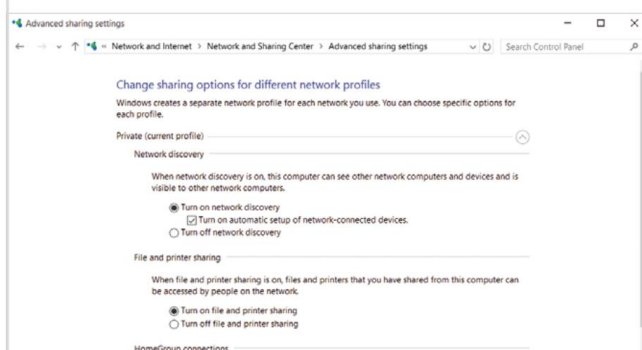 Advanced sharing settings
« Network and Internet > Network and Sharing Center > Advanced sharing settings
Search Control Panel
Change sharing options for different network profiles
Windows creates a separate network profile for each network you use. You can choose specific options for
each profile.
Private (current profile)
Network discovery
When network discovery is on, this computer can see other network computers and devices and is
visible to other network computers.
Turn on network discovery
Turn on automatic setup of network-connected devices.
Turn off network discovery
File and printer sharing
When file and printer sharing is on, files and printers that you have shared from this computer can
be accessed by people on the network.
Turn on file and printer sharing
Turn off file and printer sharing
HomeGroup connections